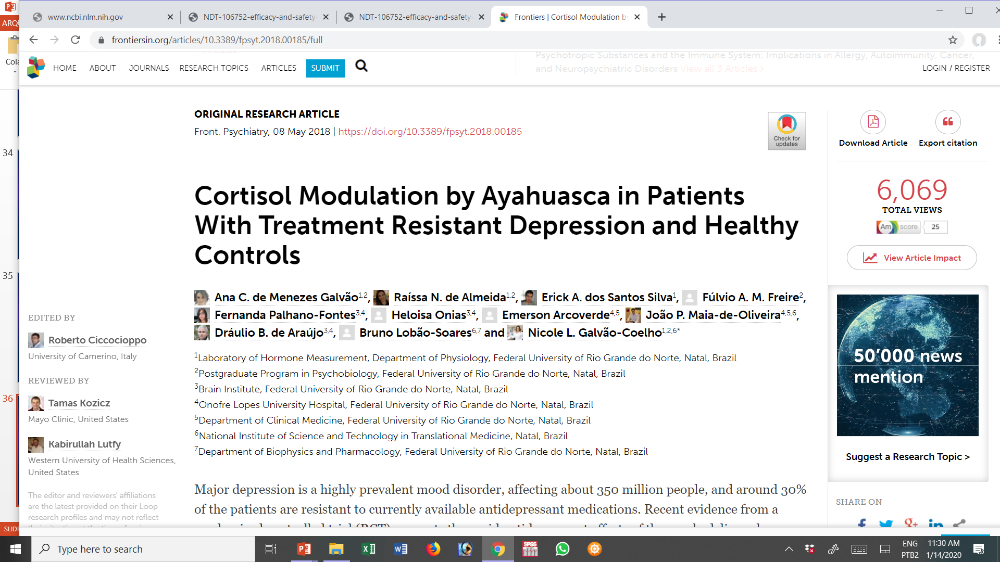 ARQU
Cola
34
35
36
SLIDE
www.ncbi.nlm.nih.gov
NDT-106752-efficacy-and-safety-
NDT-106752-efficacy-and-safety-
Frontiers | Cortisol Modulation by
frontiersin.org/articles/10.3389/fpsyt.2018.00185/full
HOME ABOUT JOURNALS RESEARCH TOPICS ARTICLES SUBMIT
Psychotropic Substances and the Immune System: Implications in Allergy, Autoimmunity, Cancer,
and Neuropsychiatric Disorders View all 3 Articles >
LOGIN / REGISTER
ORIGINAL RESEARCH ARTICLE
Front. Psychiatry, 08 May 2018 | https://doi.org/10.3389/fpsyt.2018.00185
Check for
updates
Cortisol Modulation by Ayahuasca in Patients
With Treatment Resistant Depression and Healthy
Controls
Ana C. de Menezes Galvão1,2, Raíssa N. de Almeida1,2, Erick A. dos Santos Silva1, Fúlvio A. M. Freire2,
Fernanda Palhano-Fontes3,4, Heloisa Onias3,4, Emerson Arcoverde4,5, João P. Maia-de-Oliveira4,5,6,
Dráulio B. de Araújo3,4, Bruno Lobão-Soares6,7 and Nicole L. Galvão-Coelho1,2,6*
1Laboratory of Hormone Measurement, Department of Physiology, Federal University of Rio Grande do Norte, Natal, Brazil
2Postgraduate Program in Psychobiology, Federal University of Rio Grande do Norte, Natal, Brazil
3Brain Institute, Federal University of Rio Grande do Norte, Natal, Brazil
4Onofre Lopes University Hospital, Federal University of Rio Grande do Norte, Natal, Brazil
5Department of Clinical Medicine, Federal University of Rio Grande do Norte, Natal, Brazil
6National Institute of Science and Technology in Translational Medicine, Natal, Brazil
7Department of Biophysics and Pharmacology, Federal University of Rio Grande do Norte, Natal, Brazil
Major depression is a highly prevalent mood disorder, affecting about 350 million people, and around 30%
of the patients are resistant to currently available antidepressant medications. Recent evidence from a
EDITED BY
Roberto Ciccocioppo
University of Camerino, Italy
REVIEWED BY
Tamas Kozicz
Mayo Clinic, United States
Kabirullah Lutfy
Western University of Health Sciences,
United States
The editor and reviewers' affiliations
are the latest provided on their Loop
research profiles and may not reflect
Download Article
Export citation
6,069
TOTAL VIEWS
Am score 25
View Article Impact
50'000 news
mention
Suggest a Research Topic >
SHARE ON
Type here to search
SPSS
ENG
PTB2
11:30 AM
1/14/2020